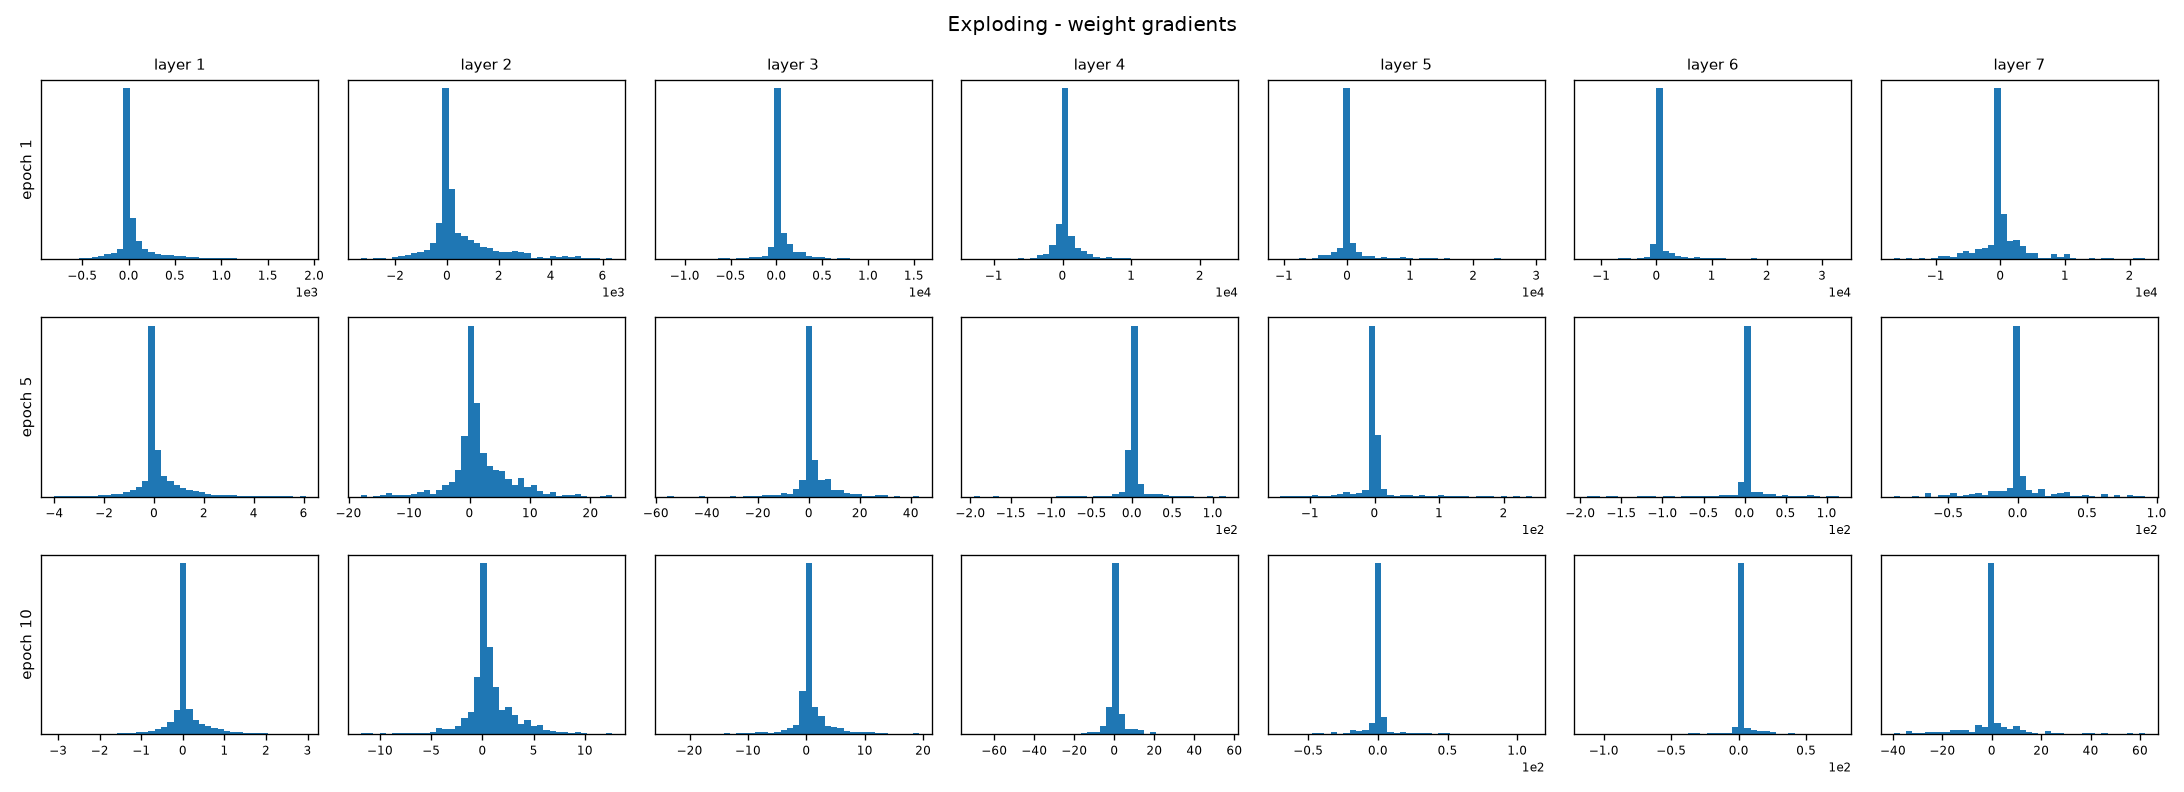 Exploding - weight gradients
layer 1 layer 2 layer 3 layer 4 layer 5 layer 6 layer 7
epoch 1
−0.5 0.0 0.5 1.0 1.5 2.0 −2 0 2 4 6 −1.0 −0.5 0.0 0.5 1.0 1.5 −1 0 1 2 −1 0 1 2 3 −1 0 1 2 3 −1 0 1 2
1e3 1e3 1e4 1e4 1e4 1e4 1e4
epoch 5
−4 −2 0 2 4 6 −20 −10 0 10 20 −60 −40 −20 0 20 40 −2.0 −1.5 −1.0 −0.5 0.0 0.5 1.0 −1 0 1 2 −2.0 −1.5 −1.0 −0.5 0.0 0.5 1.0 −0.5 0.0 0.5 1.0
1e2 1e2 1e2 1e2
epoch 10
−3 −2 −1 0 1 2 3 −10 −5 0 5 10 −20 −10 0 10 20 −60 −40 −20 0 20 40 60 −0.5 0.0 0.5 1.0 −1.0 −0.5 0.0 0.5 −40 −20 0 20 40 60
1e2 1e2